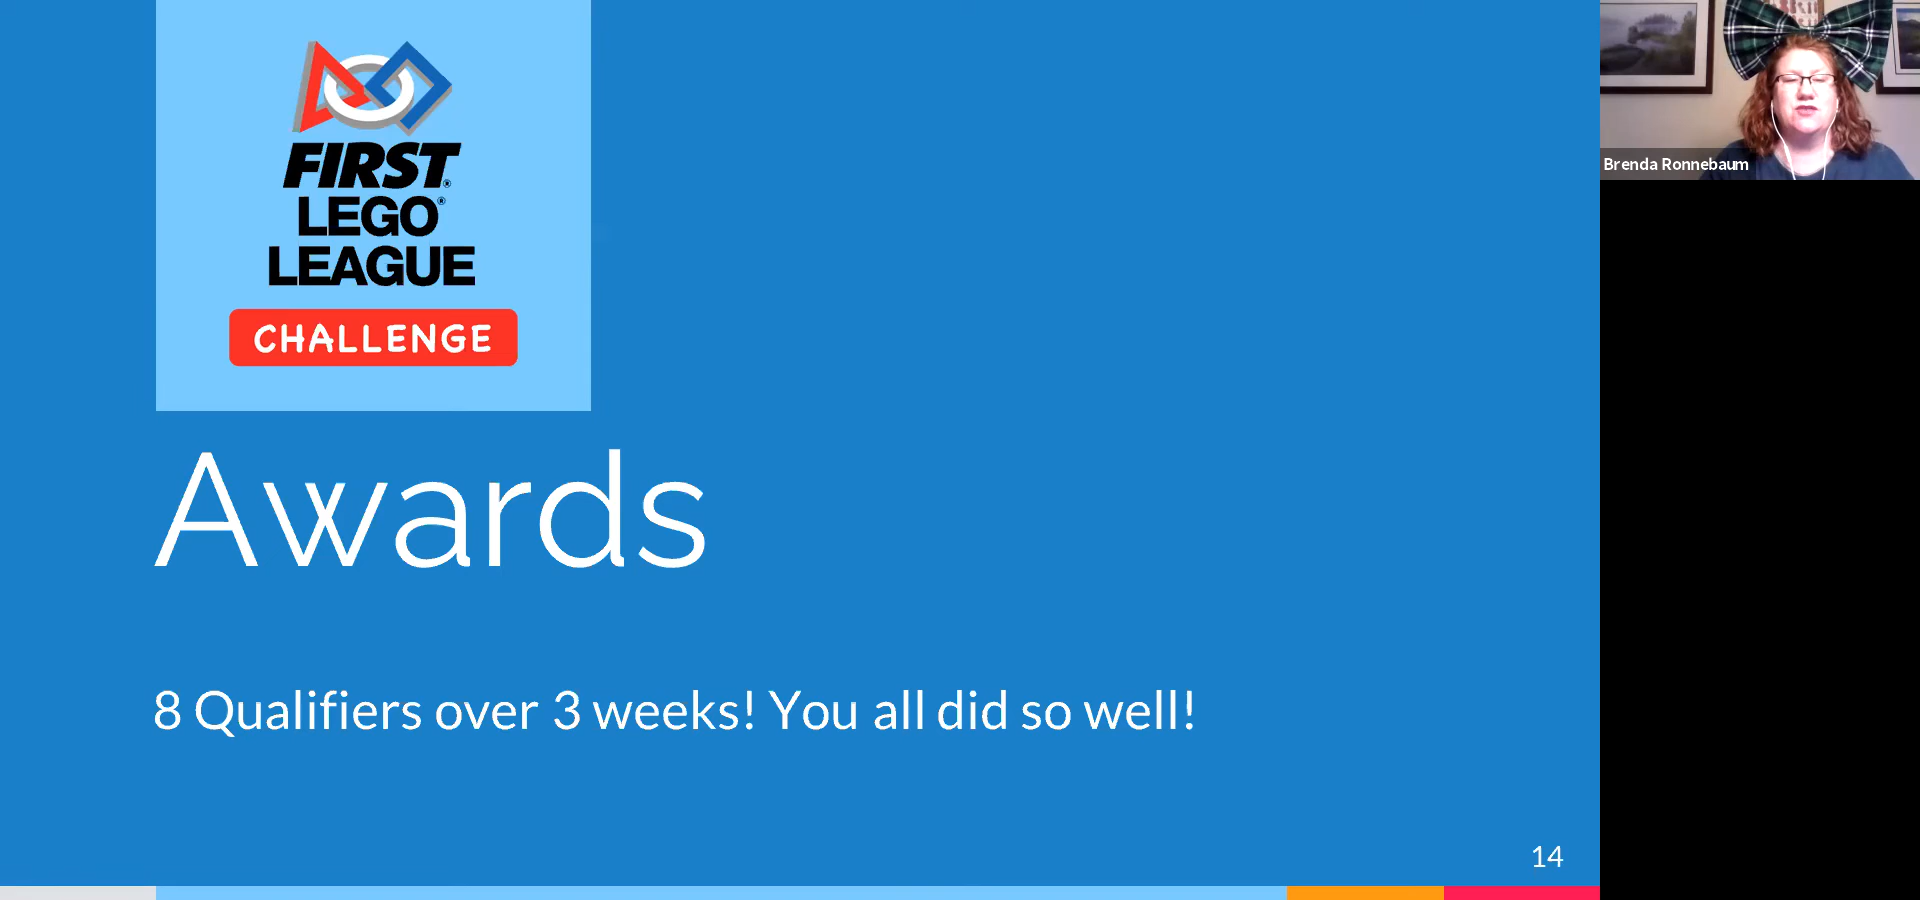 FIRST®
LEGO®
LEAGUE
CHALLENGE
Awards
8 Qualifiers over 3 weeks! You all did so well!
14
Brenda Ronnebaum